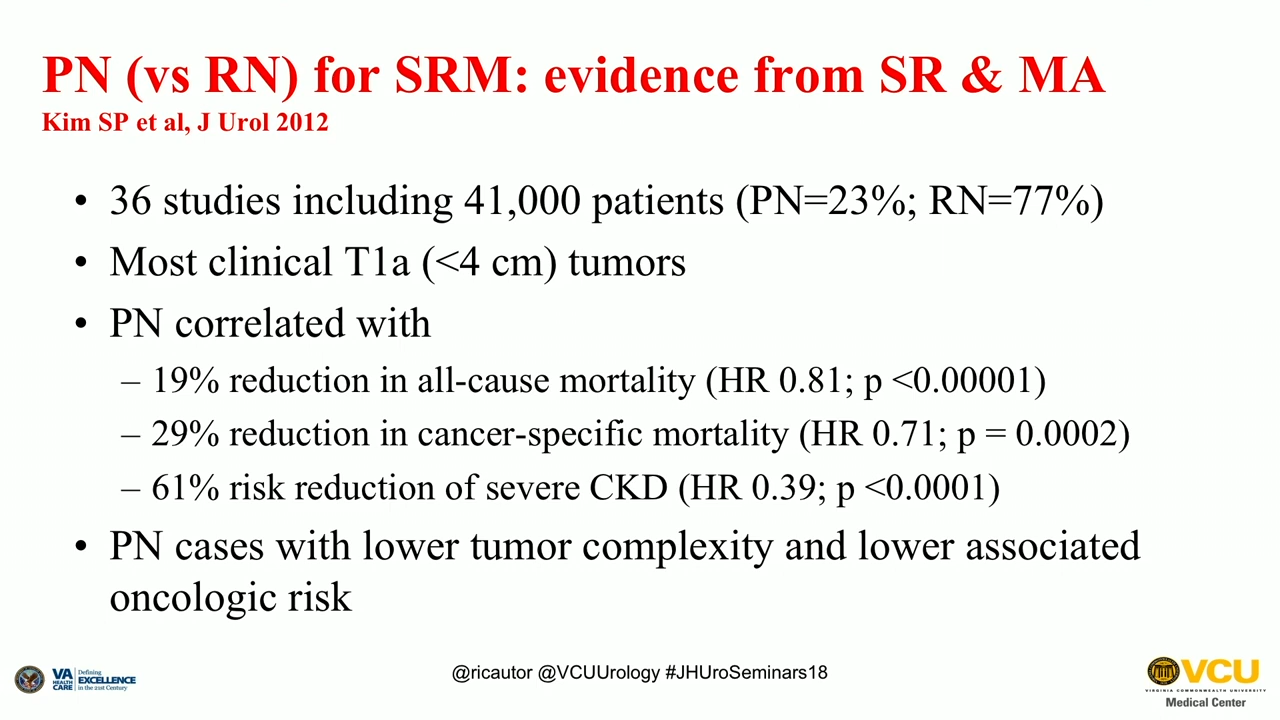 PN (vs RN) for SRM: evidence from SR & MA
Kim SP et al, J Urol 2012
• 36 studies including 41,000 patients (PN=23%; RN=77%)
• Most clinical T1a (<4 cm) tumors
• PN correlated with
– 19% reduction in all-cause mortality (HR 0.81; p <0.00001)
– 29% reduction in cancer-specific mortality (HR 0.71; p = 0.0002)
– 61% risk reduction of severe CKD (HR 0.39; p <0.0001)
• PN cases with lower tumor complexity and lower associated
oncologic risk
VA
HEALTH
CARE
Defining
EXCELLENCE
in the 21st Century
@ricautor @VCUUrology #JHUroSeminars18
VCU
VIRGINIA COMMONWEALTH UNIVERSITY
Medical Center